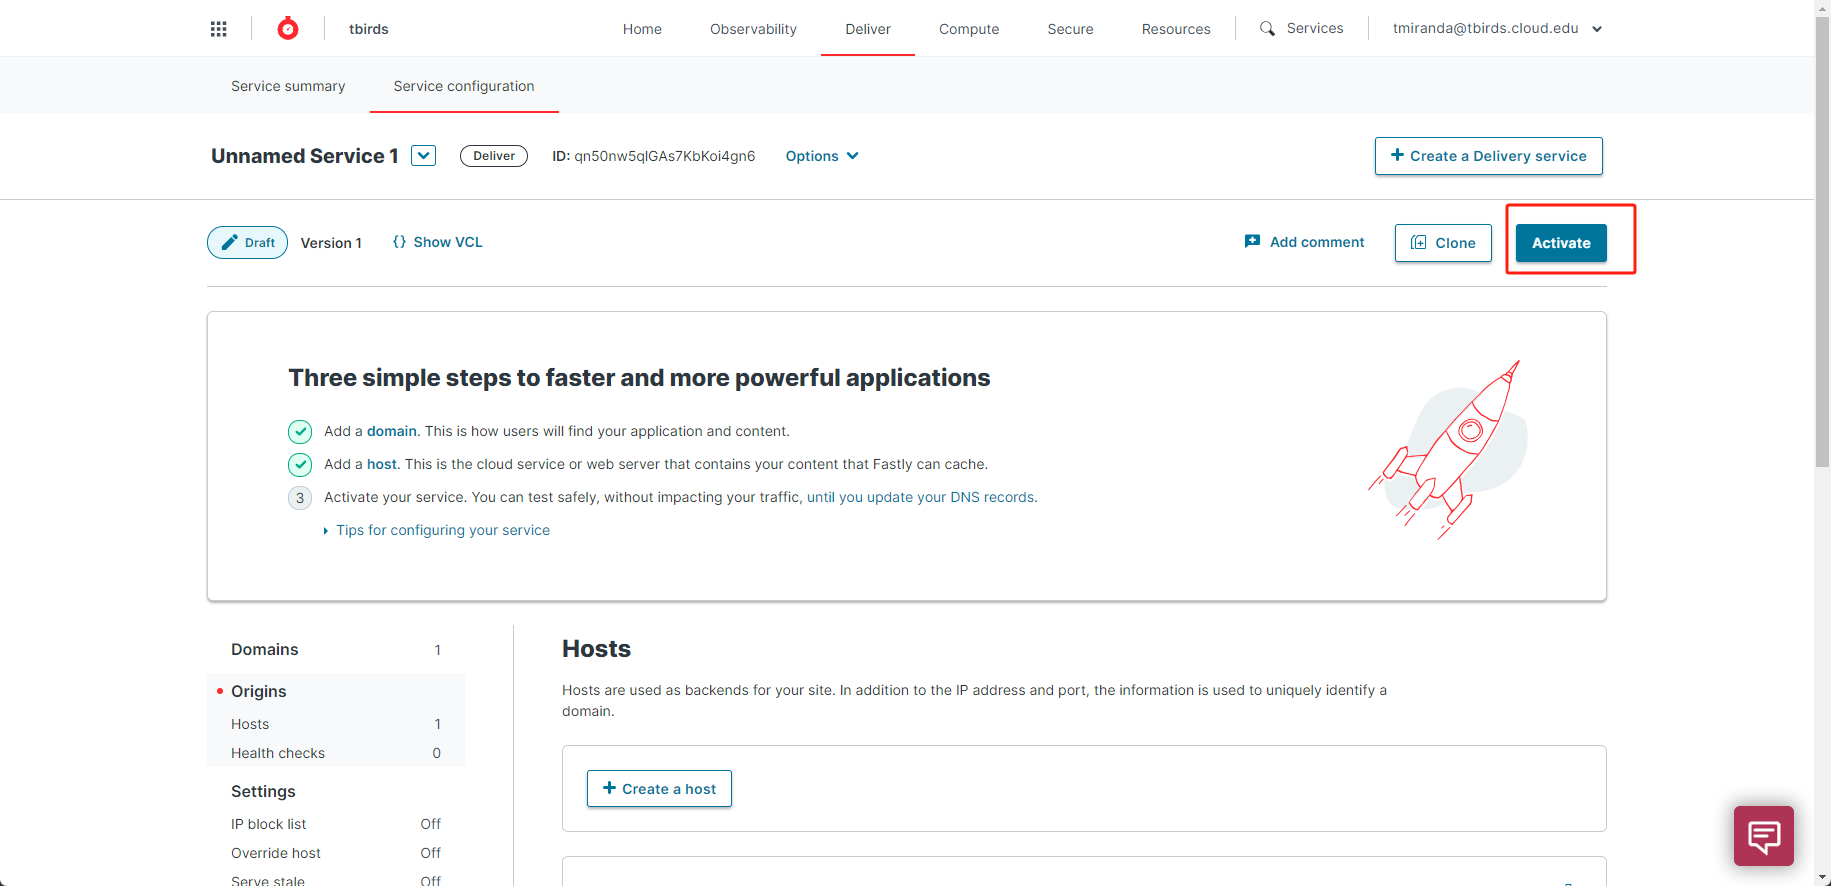 tbirds Home Observability Deliver Compute Secure Resources Services tmiranda@tbirds.cloud.edu
Service summary Service configuration
Unnamed Service 1 Deliver ID: qn50nw5qlGAs7KbKoi4gn6 Options + Create a Delivery service
Draft Version 1 {} Show VCL Add comment Clone Activate
Three simple steps to faster and more powerful applications
Add a domain. This is how users will find your application and content.
Add a host. This is the cloud service or web server that contains your content that Fastly can cache.
3 Activate your service. You can test safely, without impacting your traffic, until you update your DNS records.
Tips for configuring your service
Domains 1
Origins
Hosts 1
Health checks 0
Settings
IP block list Off
Override host Off
Serve stale Off
Hosts
Hosts are used as backends for your site. In addition to the IP address and port, the information is used to uniquely identify a
domain.
+ Create a host